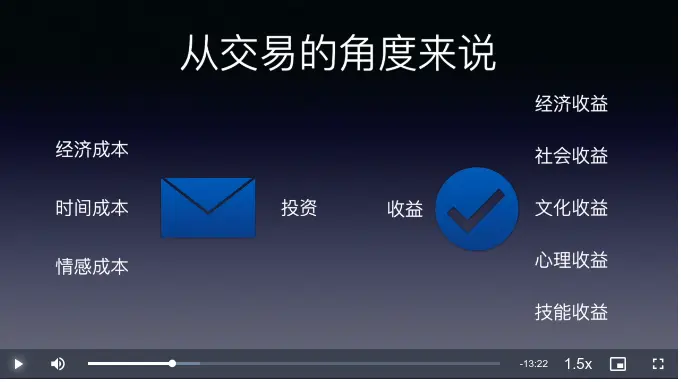 从交易的角度来说
经济成本
时间成本
情感成本
投资
收益
经济收益
社会收益
文化收益
心理收益
技能收益
-13:22
1.5x